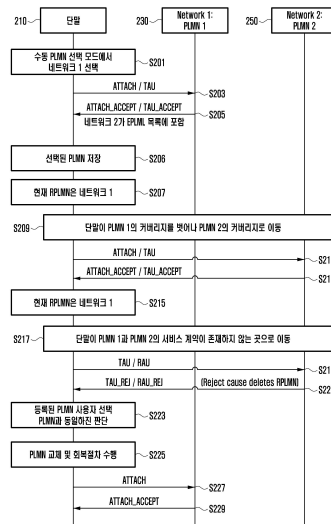 210
단말
230
Network 1:
PLMN 1
250
Network 2:
PLMN 2
수동 PLMN 선택 모드에서
네트워크 1 선택
S201
ATTACH / TAU
S203
ATTACH_ACCEPT / TAU_ACCEPT
S205
네트워크 2가 EPLML 목록에 포함
선택된 PLMN 저장
S206
현재 RPLMN은 네트워크 1
S207
S209
단말이 PLMN 1의 커버리지를 벗어나 PLMN 2의 커버리지로 이동
ATTACH / TAU
S21
ATTACH_ACCEPT / TAU_ACCEPT
S21
현재 RPLMN은 네트워크 1
S215
S217
단말이 PLMN 1과 PLMN 2의 서비스 계약이 존재하지 않는 곳으로 이동
TAU / RAU
S21
TAU_REJ / RAU_REJ
(Reject cause deletes RPLMN)
S22
등록된 PLMN 사용자 선택
PLMN과 동일하진 판단
S223
PLMN 교체 및 회복절차 수행
S225
ATTACH
S227
ATTACH_ACCEPT
S229